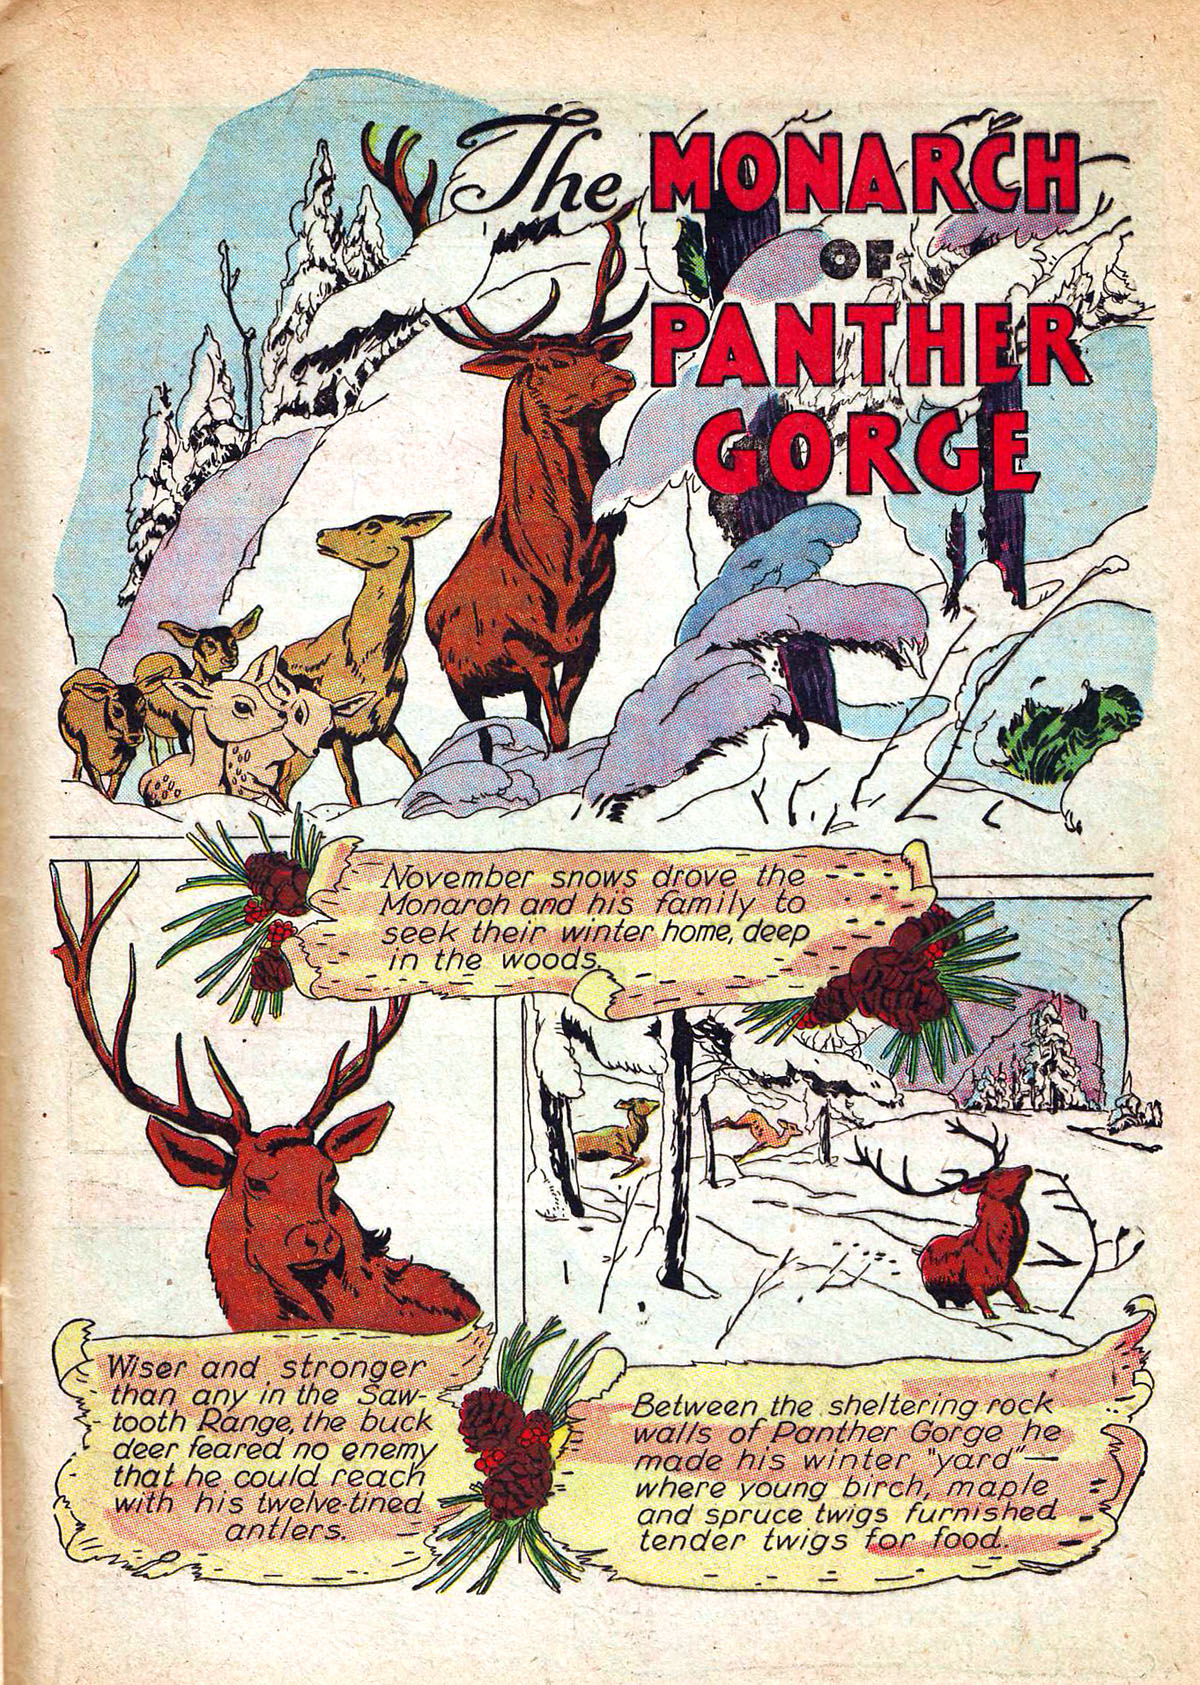 The MONARCH
OF
PANTHER
GORGE
November snows drove the
Monarch and his family to
seek their winter home, deep
in the woods.
Wiser and stronger
than any in the Saw-
tooth Range, the buck
deer feared no enemy
that he could reach
with his twelve-tined
antlers.
Between the sheltering rock
walls of Panther Gorge he
made his winter "yard"—
where young birch, maple
and spruce twigs furnished
tender twigs for food.